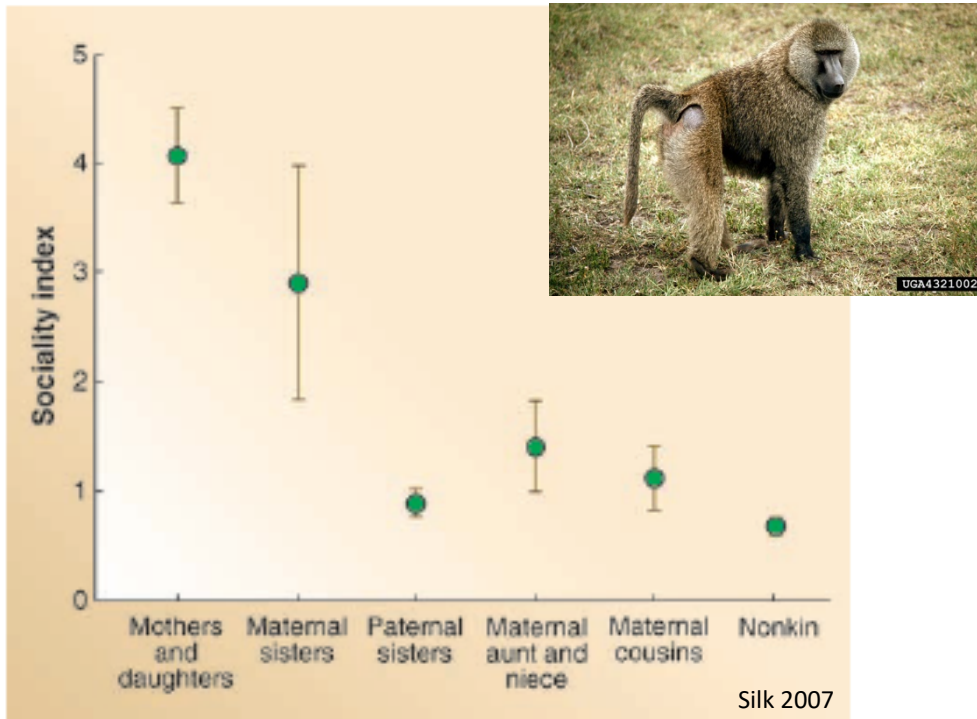 5
4
3
2
1
0
Sociality index
Mothers
and
daughters
Maternal
sisters
Paternal
sisters
Maternal
aunt and
niece
Maternal
cousins
Nonkin
UGA4321002
Silk 2007